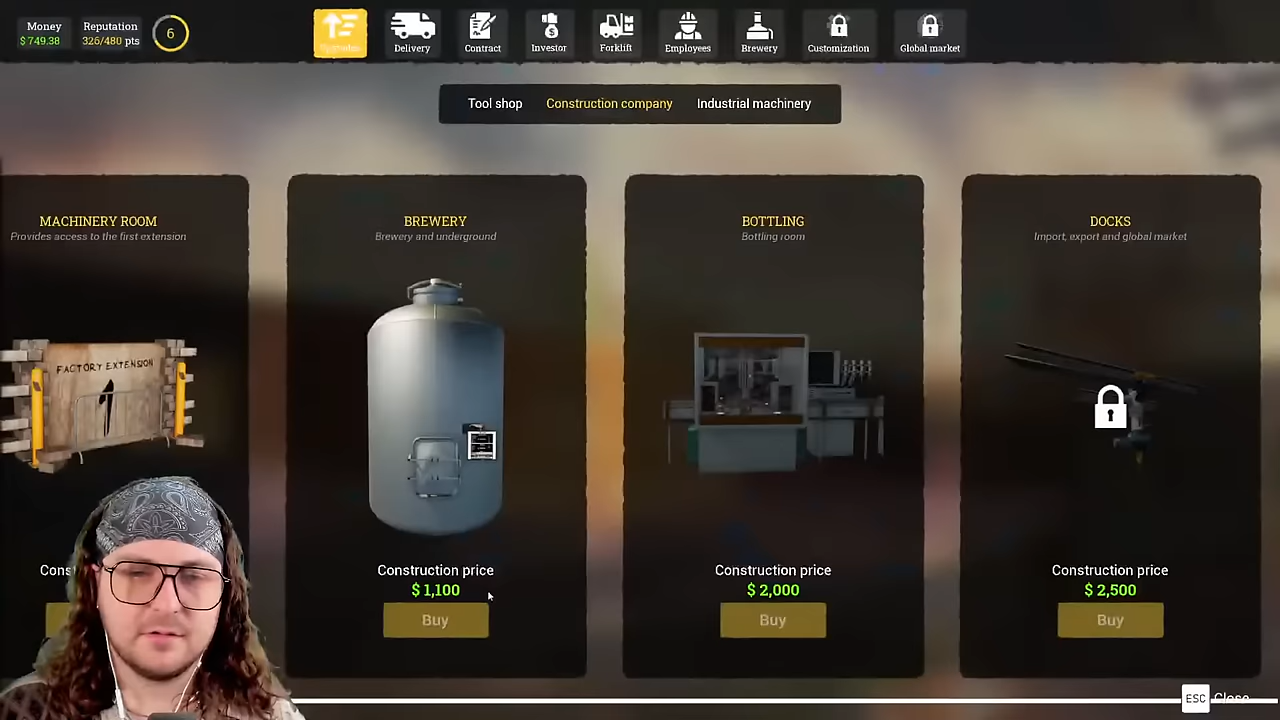 Money
$ 749.38
Reputation
326/480 pts
6
Upgrades
Delivery
Contract
Investor
Forklift
Employees
Brewery
Customization
Global market
Tool shop
Construction company
Industrial machinery
MACHINERY ROOM
Provides access to the first extension
FACTORY EXTENSION
1
Cons
BREWERY
Brewery and underground
Construction price
$ 1,100
Buy
BOTTLING
Bottling room
Construction price
$ 2,000
Buy
DOCKS
Import, export and global market
Construction price
$ 2,500
Buy
ESC Close